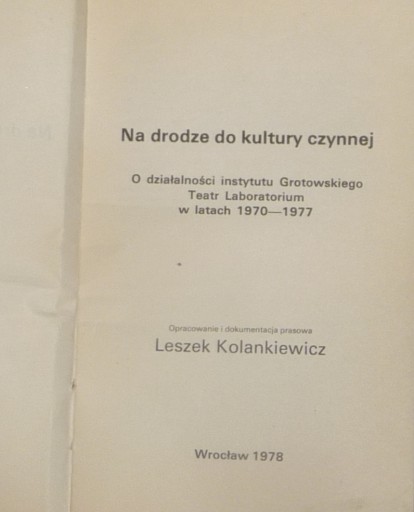 Na drodze do kultury czynnej
O działalności instytutu Grotowskiego
Teatr Laboratorium
w latach 1970—1977
Opracowanie i dokumentacja prasowa
Leszek Kolankiewicz
Wrocław 1978